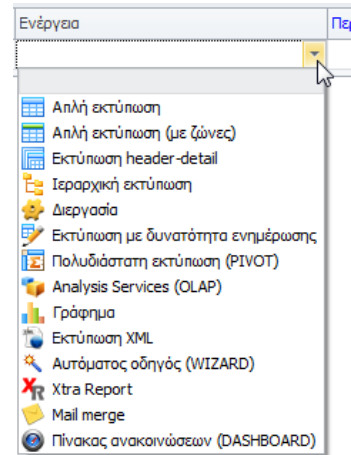 Ενέργεια
Απλή εκτύπωση
Απλή εκτύπωση (με ζώνες)
Εκτύπωση header-detail
Ιεραρχική εκτύπωση
Διεργασία
Εκτύπωση με δυνατότητα ενημέρωσης
Πολυδιάστατη εκτύπωση (PIVOT)
Analysis Services (OLAP)
Γράφημα
Εκτύπωση XML
Αυτόματος οδηγός (WIZARD)
Xtra Report
Mail merge
Πίνακας ανακοινώσεων (DASHBOARD)